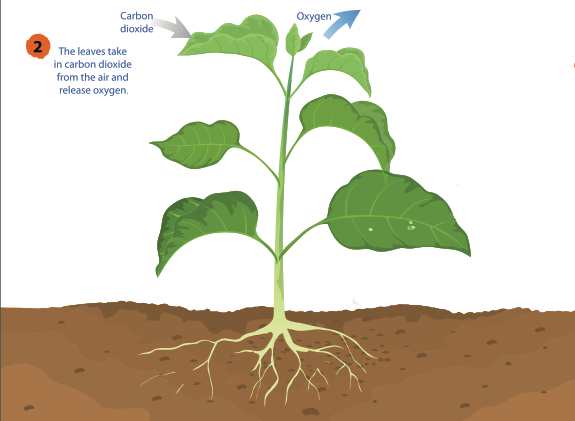 Carbon
dioxide
Oxygen
2
The leaves take
in carbon dioxide
from the air and
release oxygen.